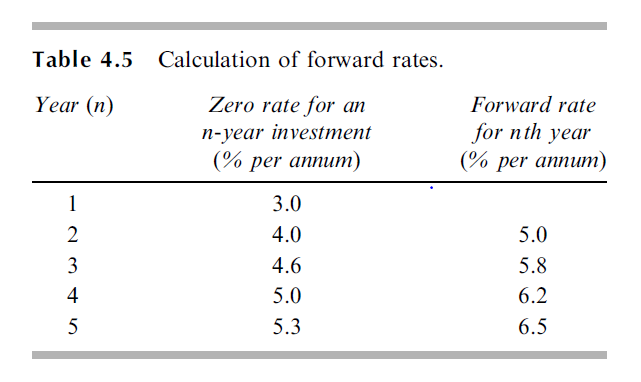 Table 4.5 Calculation of forward rates.
Year (n) Zero rate for an Forward rate
n-year investment for nth year
(% per annum) (% per annum)
1 3.0
2 4.0 5.0
3 4.6 5.8
4 5.0 6.2
5 5.3 6.5